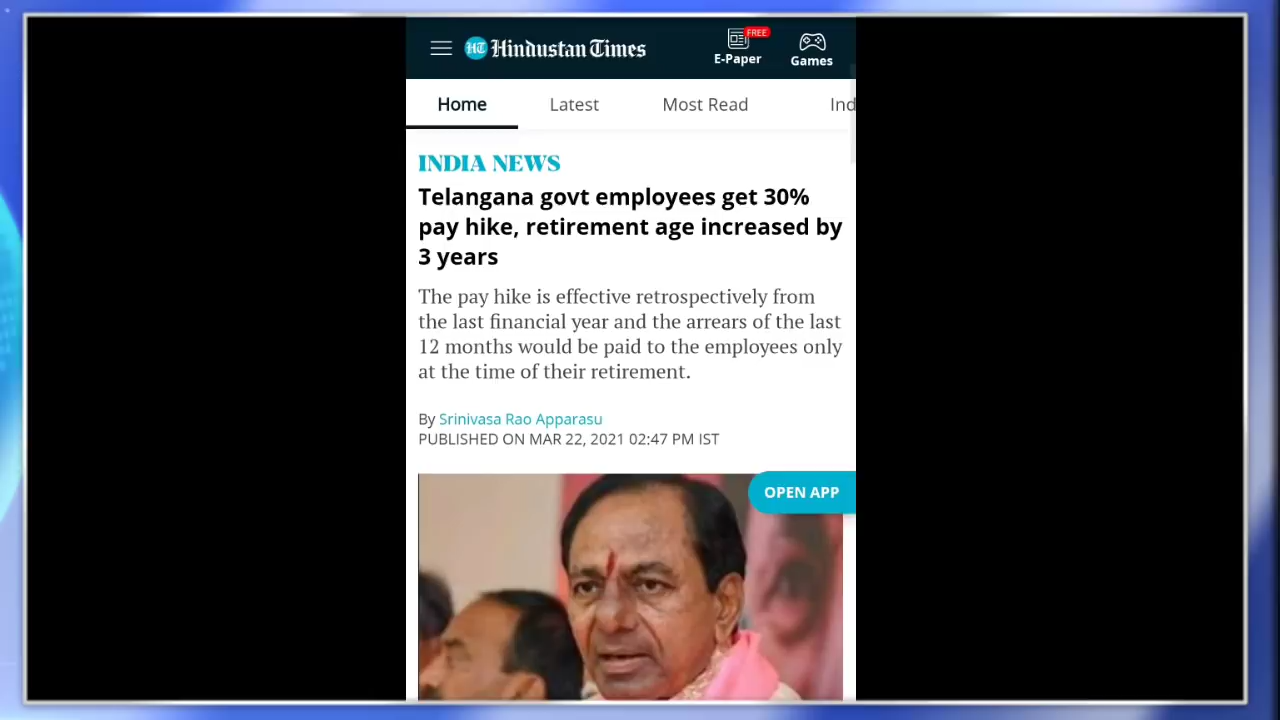 HT Hindustan Times
FREE
E-Paper
Games
Home Latest Most Read Ind
INDIA NEWS
Telangana govt employees get 30%
pay hike, retirement age increased by
3 years
The pay hike is effective retrospectively from
the last financial year and the arrears of the last
12 months would be paid to the employees only
at the time of their retirement.
By Srinivasa Rao Apparasu
PUBLISHED ON MAR 22, 2021 02:47 PM IST
OPEN APP